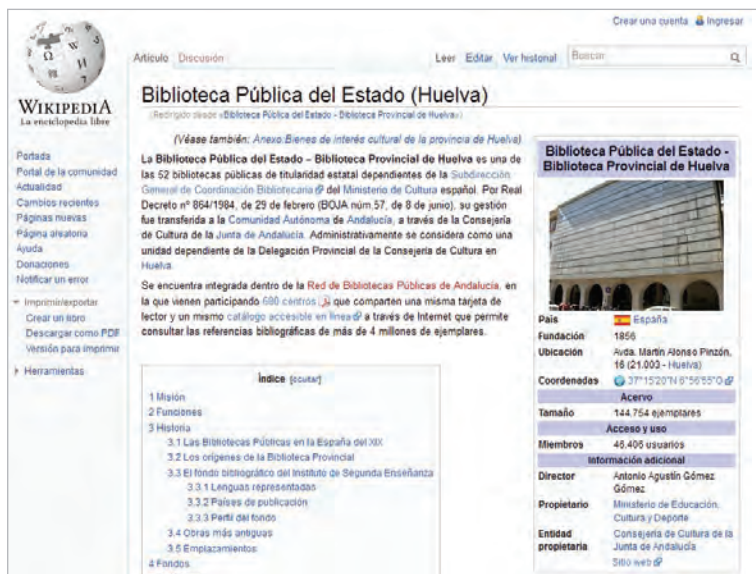 Crear una cuenta Ingresar
WIKIPEDIA
La enciclopedia libre
Artículo Discusión
Leer Editar Ver historial Buscar
Portada
Portal de la comunidad
Actualidad
Cambios recientes
Páginas nuevas
Página aleatoria
Ayuda
Donaciones
Notificar un error
Imprimir/exportar
Crear un libro
Descargar como PDF
Versión para imprimir
Herramientas
Biblioteca Pública del Estado (Huelva)
(Redirigido desde «Biblioteca Pública del Estado - Biblioteca Provincial de Huelva»)
(Véase también: Anexo:Bienes de interés cultural de la provincia de Huelva)
La Biblioteca Pública del Estado – Biblioteca Provincial de Huelva es una de
las 52 bibliotecas públicas de titularidad estatal dependientes de la Subdirección
General de Coordinación Bibliotecaria del Ministerio de Cultura español. Por Real
Decreto nº 864/1984, de 29 de febrero (BOJA núm.57, de 8 de junio), su gestión
fue transferida a la Comunidad Autónoma de Andalucía, a través de la Consejería
de Cultura de la Junta de Andalucía. Administrativamente se considera como una
unidad dependiente de la Delegación Provincial de la Consejería de Cultura en
Huelva.
Se encuentra integrada dentro de la Red de Bibliotecas Públicas de Andalucía, en
la que vienen participando 680 centros que comparten una misma tarjeta de
lector y un mismo catálogo accesible en línea a través de Internet que permite
consultar las referencias bibliográficas de más de 4 millones de ejemplares.
Índice [ocultar]
1 Misión
2 Funciones
3 Historia
3.1 Las Bibliotecas Públicas en la España del XIX
3.2 Los orígenes de la Biblioteca Provincial
3.3 El fondo bibliográfico del Instituto de Segunda Enseñanza
3.3.1 Lenguas representadas
3.3.2 Países de publicación
3.3.3 Perfil del fondo
3.4 Obras más antiguas
3.5 Emplazamientos
4 Fondos
Biblioteca Pública del Estado -
Biblioteca Provincial de Huelva
País España
Fundación 1856
Ubicación Avda. Martín Alonso Pinzón,
16 (21.003 - Huelva)
Coordenadas 37°15′20″N 6°56′55″O
Acervo
Tamaño 144.754 ejemplares
Acceso y uso
Miembros 46.406 usuarios
Información adicional
Director Antonio Agustín Gómez
Gómez
Propietario Ministerio de Educación,
Cultura y Deporte
Entidad Consejería de Cultura de la
propietaria Junta de Andalucía
Sitio web